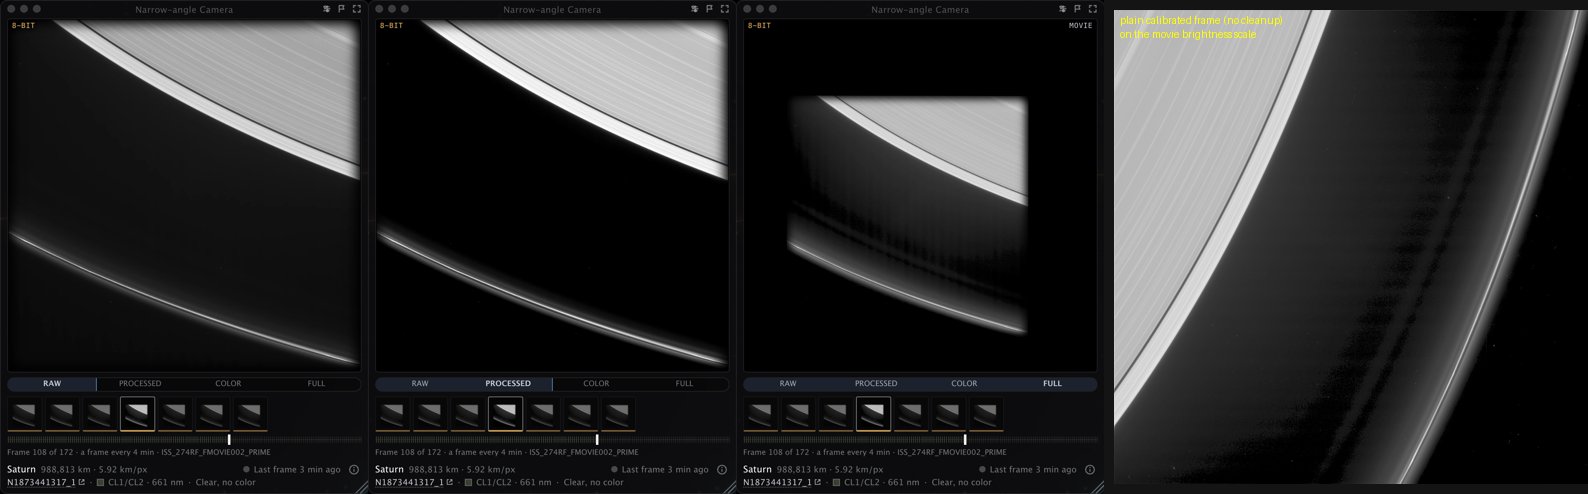 Narrow-angle Camera
8-BIT
RAW PROCESSED COLOR FULL
Frame 108 of 172 · a frame every 4 min · ISS_274RF_FMOVIE002_PRIME
Saturn 988,813 km · 5.92 km/px Last frame 3 min ago
N1873441317_1 · CL1/CL2 · 661 nm · Clear, no color
Narrow-angle Camera
8-BIT
RAW PROCESSED COLOR FULL
Frame 108 of 172 · a frame every 4 min · ISS_274RF_FMOVIE002_PRIME
Saturn 988,813 km · 5.92 km/px Last frame 3 min ago
N1873441317_1 · CL1/CL2 · 661 nm · Clear, no color
Narrow-angle Camera
8-BIT MOVIE
RAW PROCESSED COLOR FULL
Frame 108 of 172 · a frame every 4 min · ISS_274RF_FMOVIE002_PRIME
Saturn 988,813 km · 5.92 km/px Last frame 3 min ago
N1873441317_1 · CL1/CL2 · 661 nm · Clear, no color
plain calibrated frame (no cleanup)
on the movie brightness scale